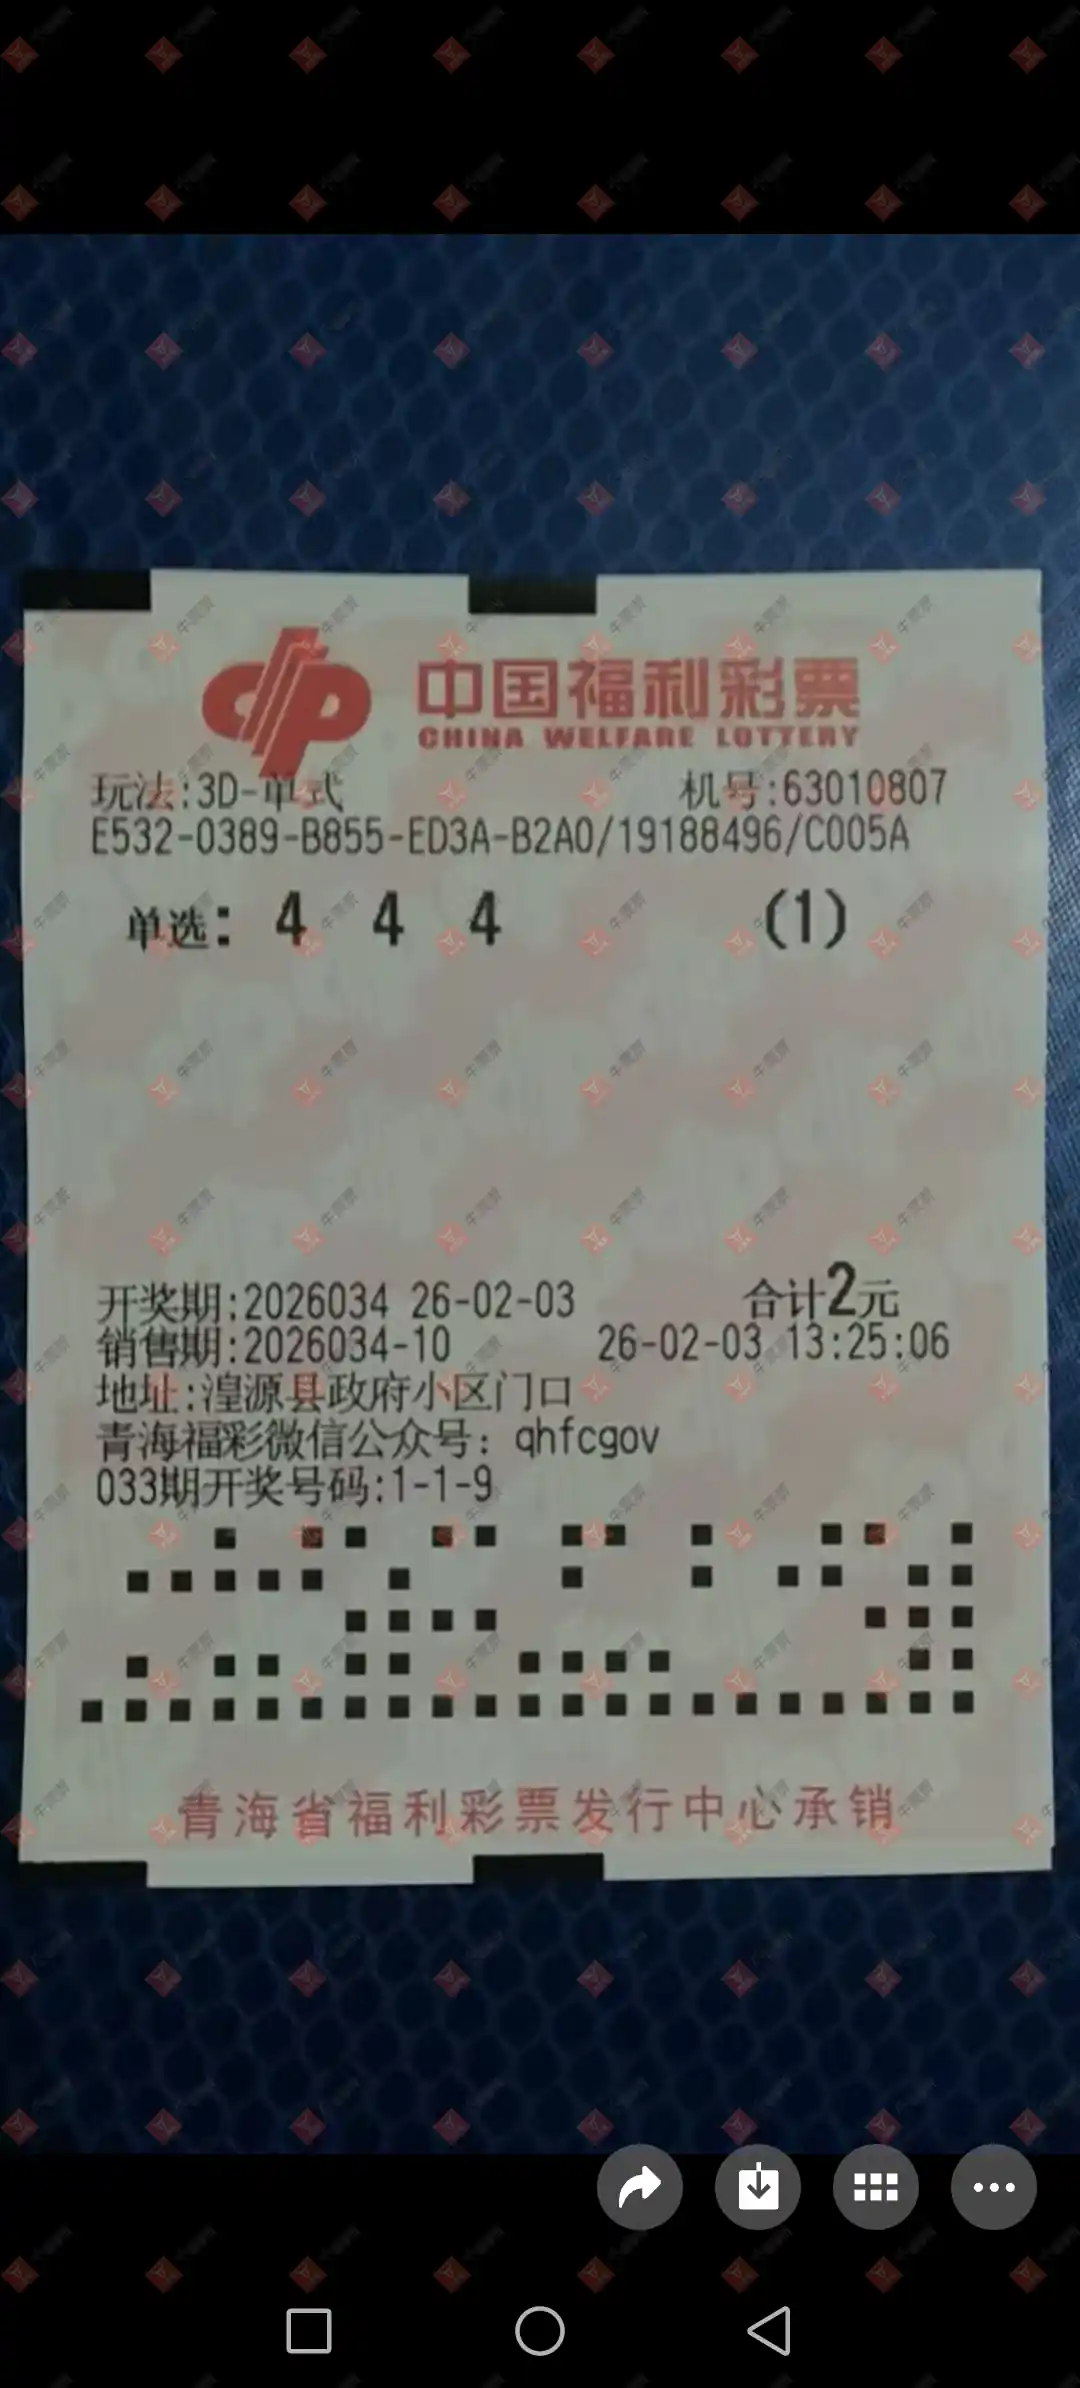 中国福利彩票
CHINA WELFARE LOTTERY
玩法:3D-单式 机号:63010807
E532-0389-B855-ED3A-B2A0/19188496/C005A
单选: 4 4 4 (1)
开奖期:2026034 26-02-03 合计2元
销售期:2026034-10 26-02-03 13:25:06
地址:湟源县政府小区门口
青海福彩微信公众号: qhfcgov
033期开奖号码:1-1-9
青海省福利彩票发行中心承销